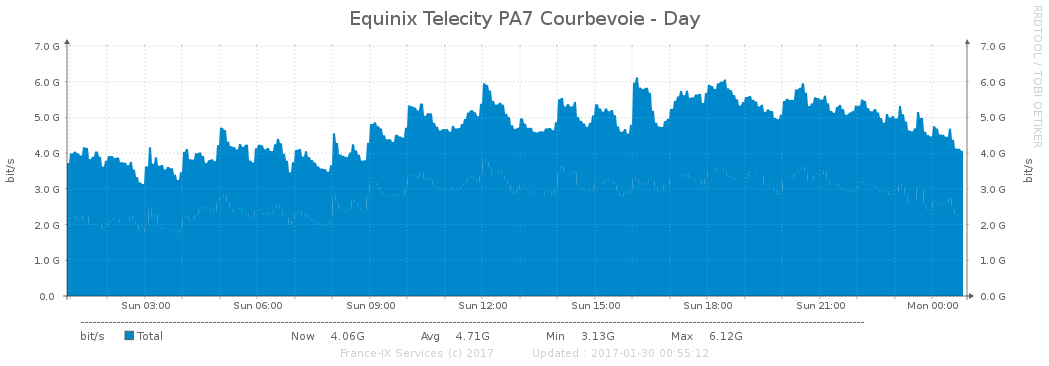 Equinix Telecity PA7 Courbevoie - Day
RRDTOOL / TOBI OETIKER
bit/s
7.0 G 7.0 G
6.0 G 6.0 G
5.0 G 5.0 G
4.0 G 4.0 G
3.0 G 3.0 G
2.0 G 2.0 G
1.0 G 1.0 G
0.0 0.0 G
bit/s
Sun 03:00 Sun 06:00 Sun 09:00 Sun 12:00 Sun 15:00 Sun 18:00 Sun 21:00 Mon 00:00
bit/s Total Now 4.06G Avg 4.71G Min 3.13G Max 6.12G
France-IX Services (c) 2017 Updated : 2017-01-30 00:55:12